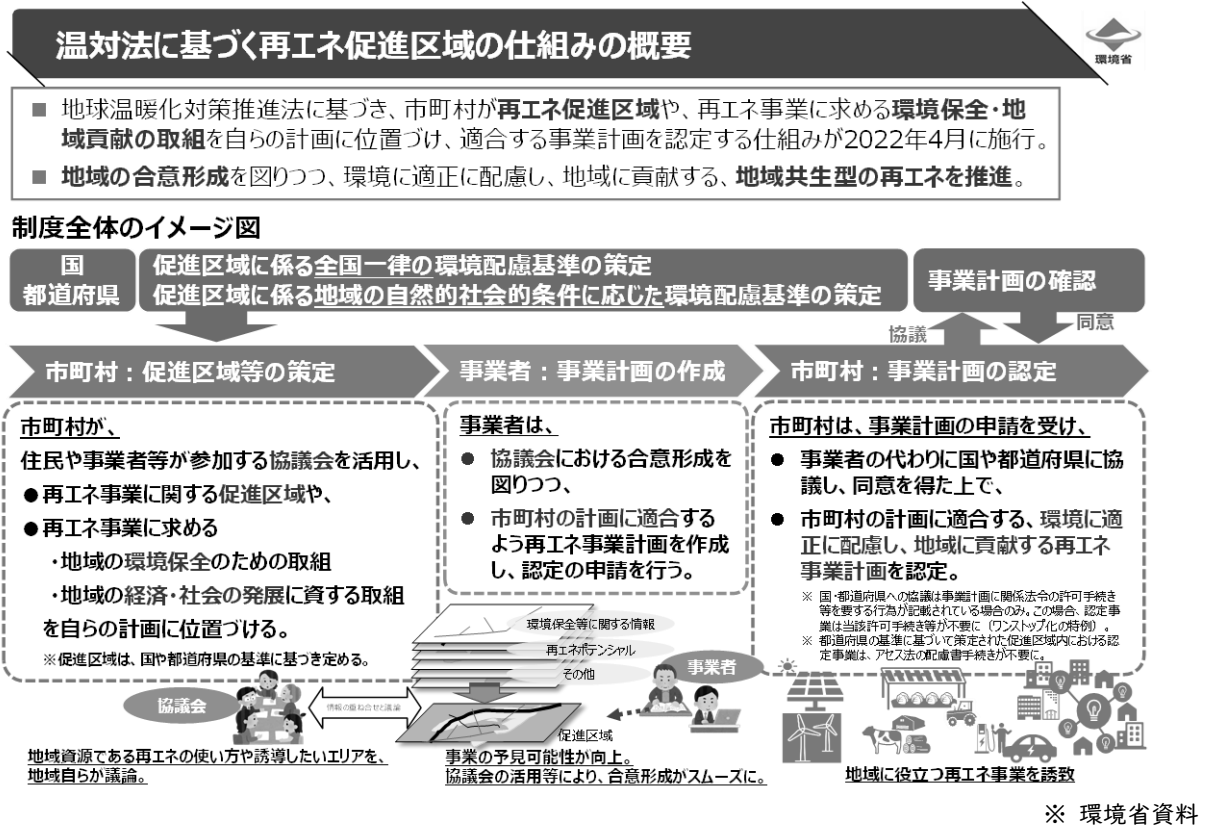 温対法に基づく再エネ促進区域の仕組みの概要
環境省
■ 地球温暖化対策推進法に基づき、市町村が再エネ促進区域や、再エネ事業に求める環境保全・地
域貢献の取組を自らの計画に位置づけ、適合する事業計画を認定する仕組みが2022年4月に施行。
■ 地域の合意形成を図りつつ、環境に適正に配慮し、地域に貢献する、地域共生型の再エネを推進。
制度全体のイメージ図
国
都道府県
促進区域に係る全国一律の環境配慮基準の策定
促進区域に係る地域の自然的社会的条件に応じた環境配慮基準の策定
事業計画の確認
協議
同意
市町村：促進区域等の策定
事業者：事業計画の作成
市町村：事業計画の認定
市町村が、
住民や事業者等が参加する協議会を活用し、
●再エネ事業に関する促進区域や、
●再エネ事業に求める
・地域の環境保全のための取組
・地域の経済・社会の発展に資する取組
を自らの計画に位置づける。
※促進区域は、国や都道府県の基準に基づき定める。
事業者は、
● 協議会における合意形成を
図りつつ、
● 市町村の計画に適合する
よう再エネ事業計画を作成
し、認定の申請を行う。
市町村は、事業計画の申請を受け、
● 事業者の代わりに国や都道府県に協
議し、同意を得た上で、
● 市町村の計画に適合する、環境に適
正に配慮し、地域に貢献する再エネ
事業計画を認定。
※ 国・都道府県への協議は事業計画に関係法令の許可手続き
等を要する行為が記載されている場合のみ。この場合、認定事
業は当該許可手続き等が不要に（ワンストップ化の特例）。
※ 都道府県の基準に基づいて策定された促進区域内における認
定事業は、アセス法の配慮書手続きが不要に。
環境保全等に関する情報
再エネポテンシャル
その他
協議会
情報の重ね合せと議論
事業者
促進区域
地域資源である再エネの使い方や誘導したいエリアを、
地域自らが議論。
事業の予見可能性が向上。
協議会の活用等により、合意形成がスムーズに。
地域に役立つ再エネ事業を誘致
※ 環境省資料